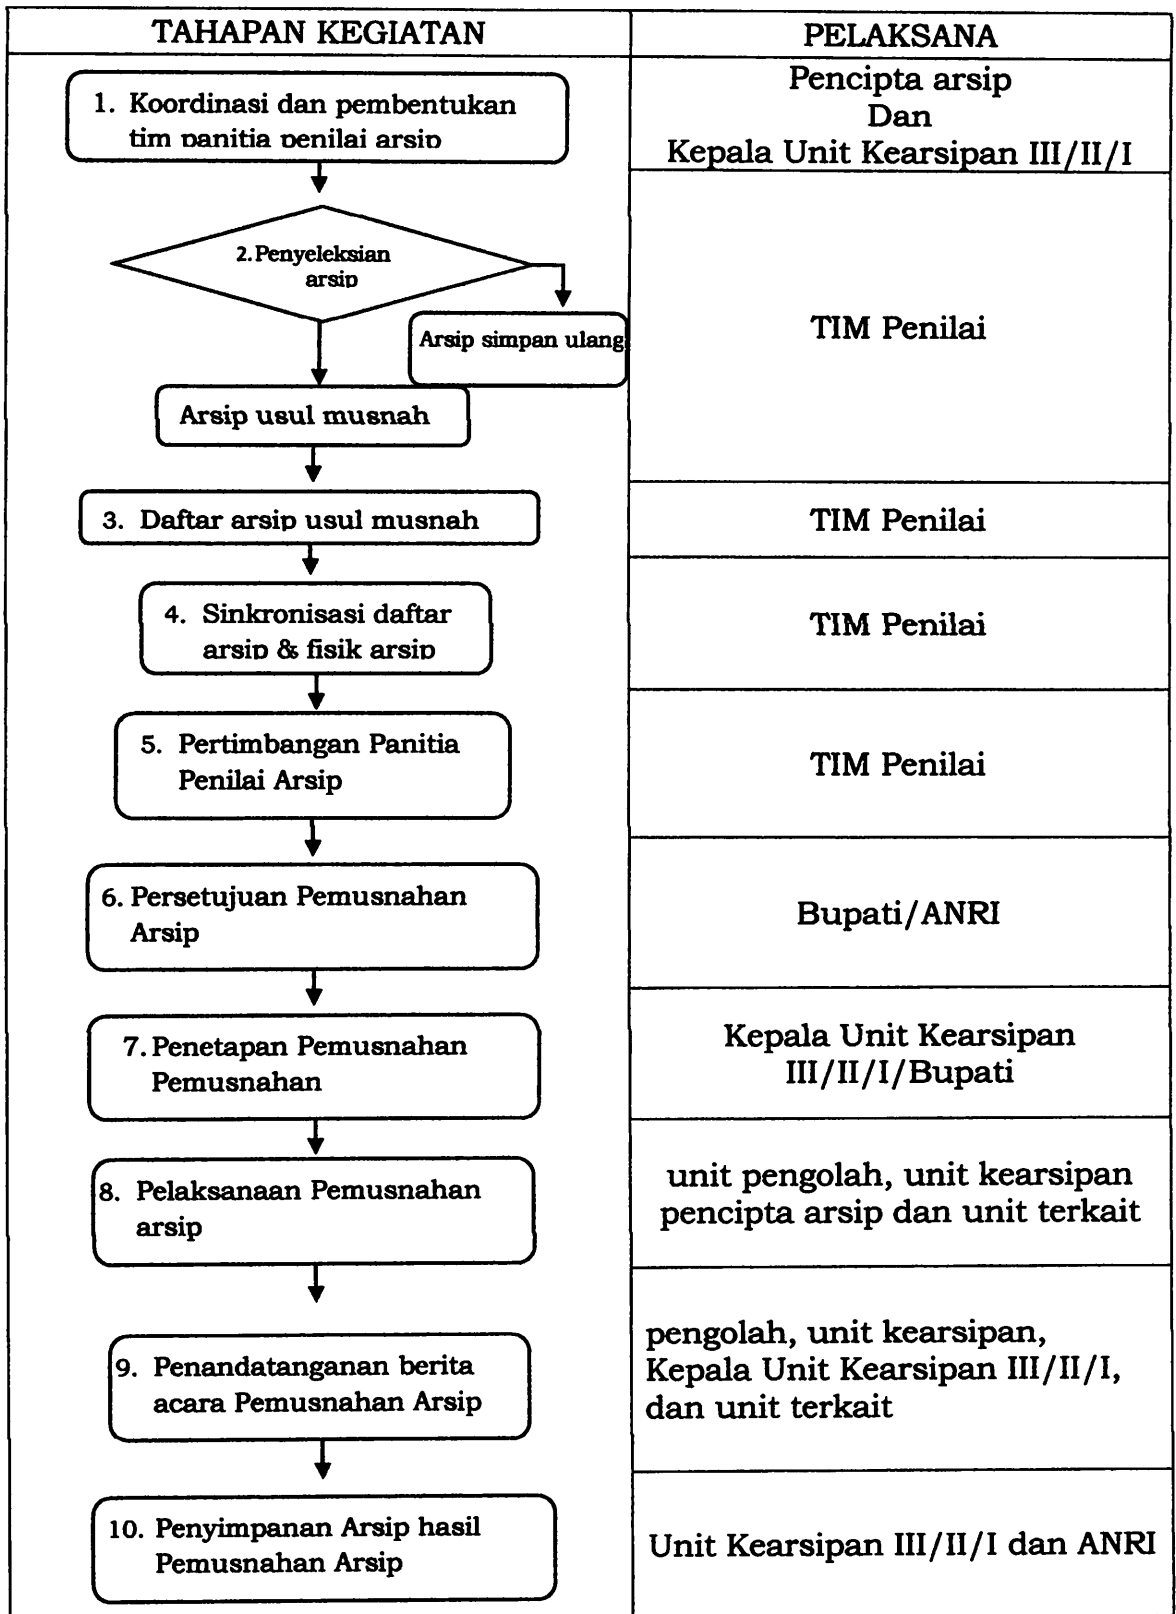 TAHAPAN KEGIATAN
PELAKSANA
1. Koordinasi dan pembentukan
tim panitia penilai arsip
Pencipta arsip
Dan
Kepala Unit Kearsipan III/II/I
2. Penyeleksian
arsip
Arsip simpan ulang
Arsip usul musnah
TIM Penilai
3. Daftar arsip usul musnah
TIM Penilai
4. Sinkronisasi daftar
arsip & fisik arsip
TIM Penilai
5. Pertimbangan Panitia
Penilai Arsip
TIM Penilai
6. Persetujuan Pemusnahan
Arsip
Bupati/ANRI
7. Penetapan Pemusnahan
Pemusnahan
Kepala Unit Kearsipan
III/II/I/Bupati
8. Pelaksanaan Pemusnahan
arsip
unit pengolah, unit kearsipan
pencipta arsip dan unit terkait
9. Penandatanganan berita
acara Pemusnahan Arsip
pengolah, unit kearsipan,
Kepala Unit Kearsipan III/II/I,
dan unit terkait
10. Penyimpanan Arsip hasil
Pemusnahan Arsip
Unit Kearsipan III/II/I dan ANRI